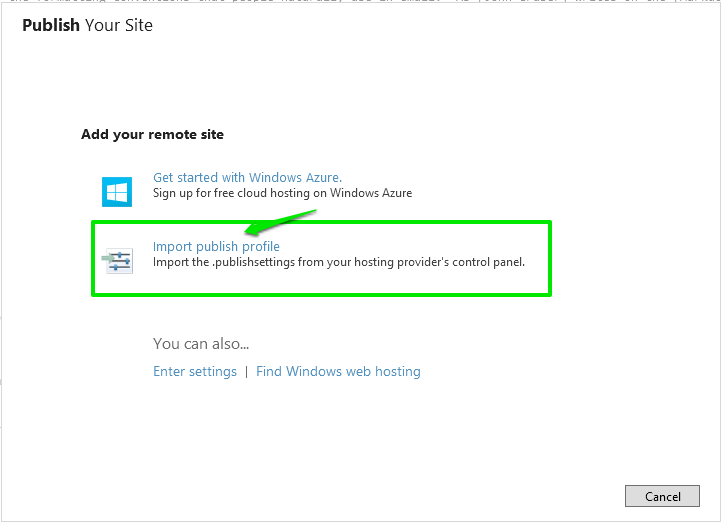 Publish Your Site
Add your remote site
Get started with Windows Azure.
Sign up for free cloud hosting on Windows Azure
Import publish profile
Import the .publishsettings from your hosting provider's control panel.
You can also...
Enter settings | Find Windows web hosting
Cancel